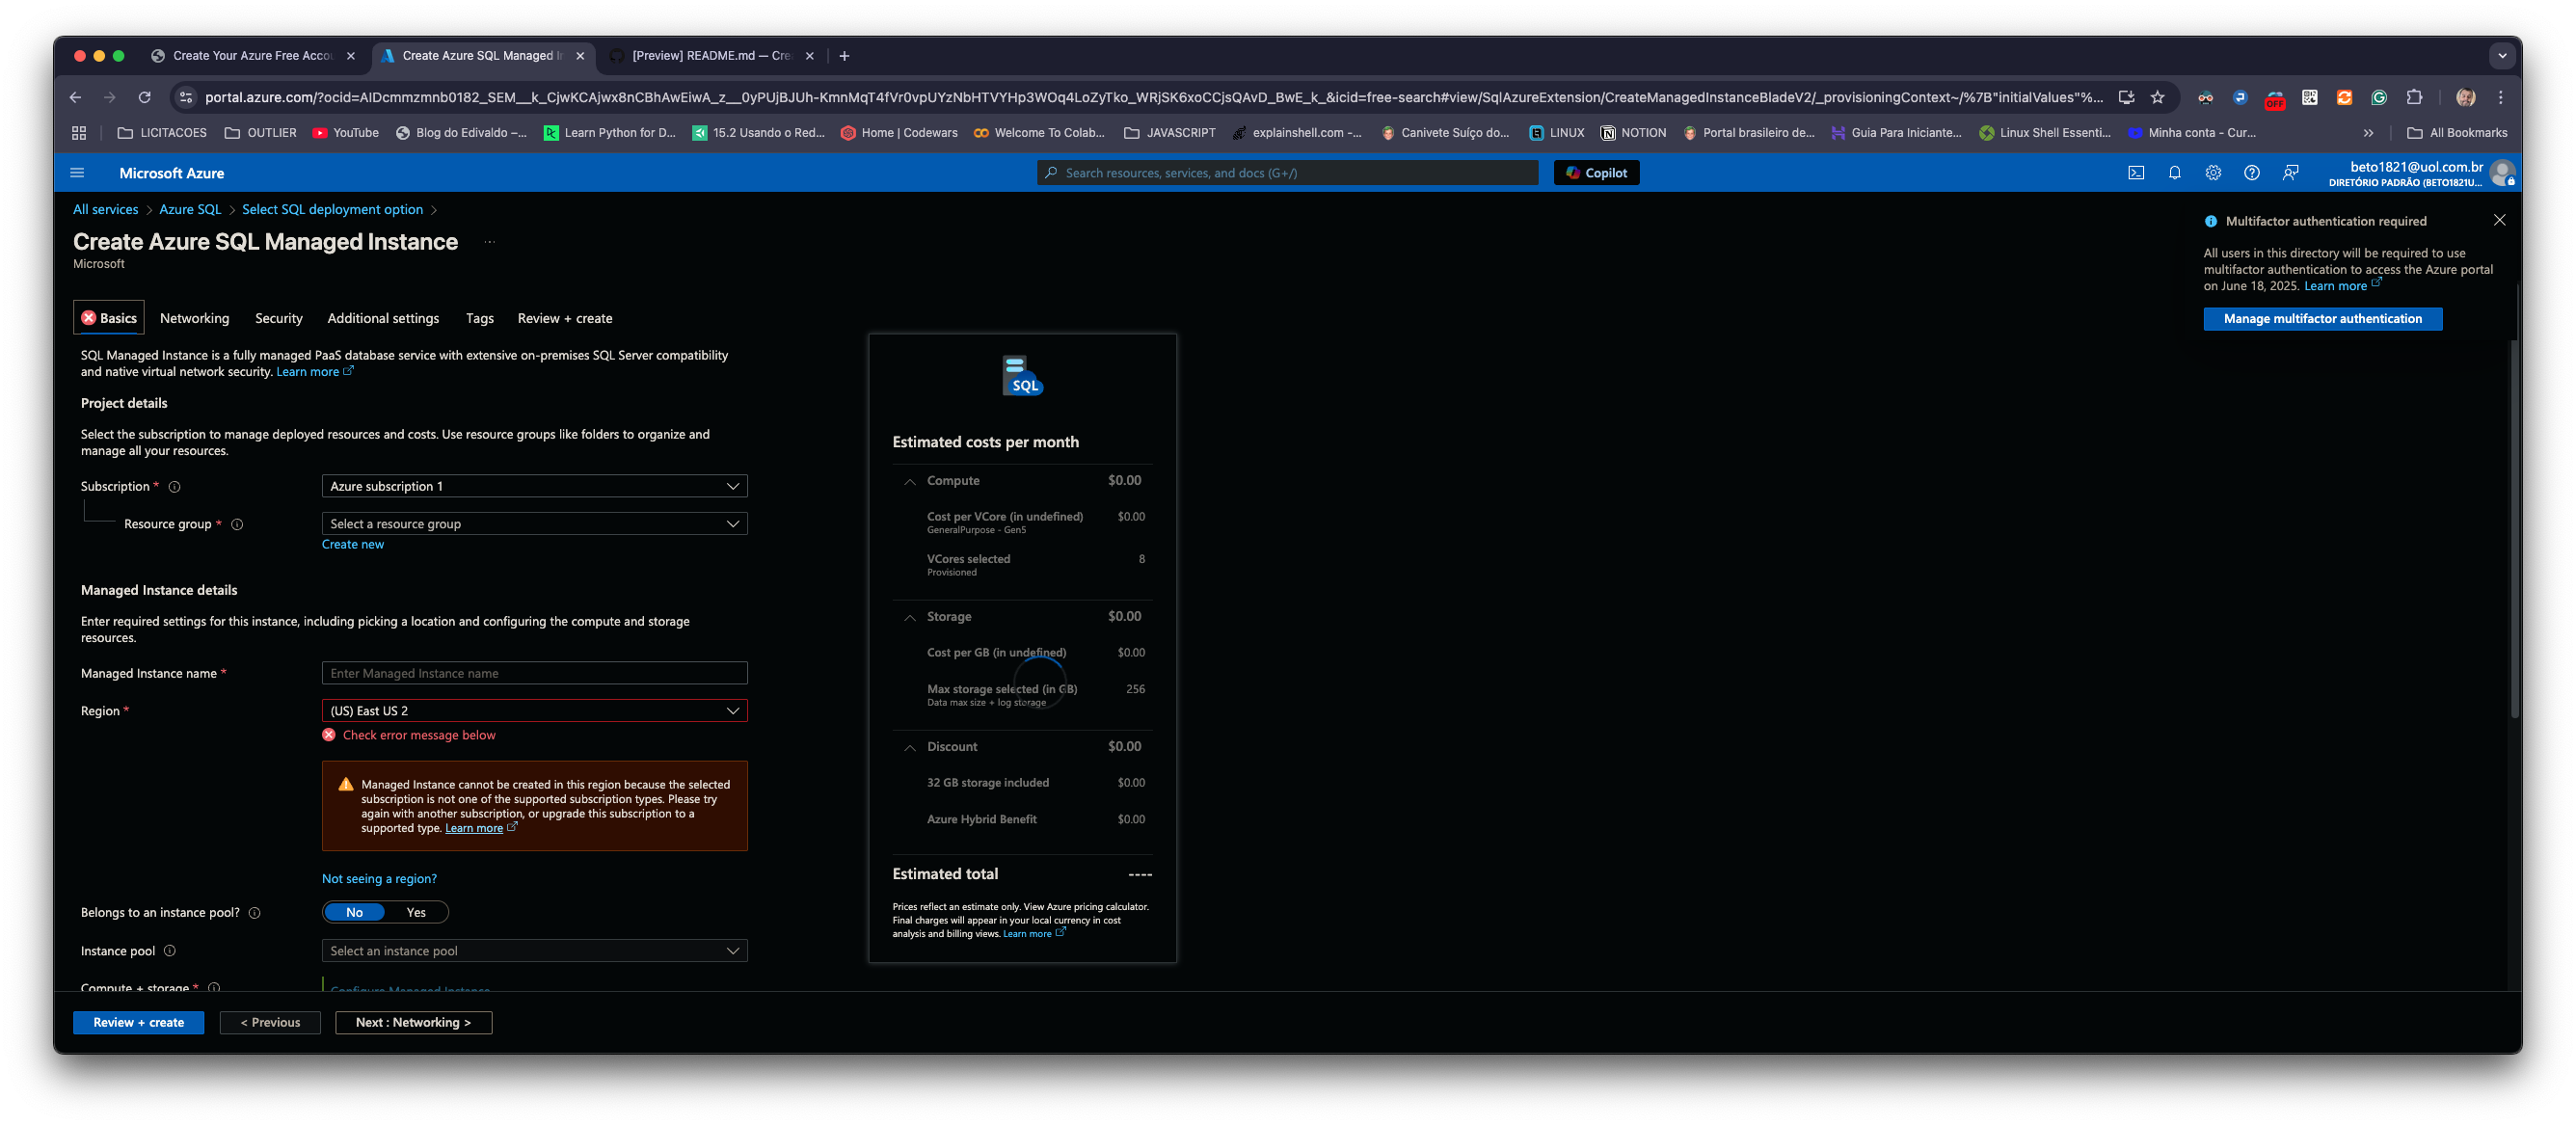 Create Your Azure Free Accou
Create Azure SQL Managed In
[Preview] README.md — Cre
portal.azure.com/?ocid=AIDcmmzmnb0182_SEM__k_CjwKCAjwx8nCBhAwEiwA_z__0yPUjBJUh-KmnMqT4fVr0vpUYzNbHTVYHp3WOq4LoZyTko_WRjSK6xoCCjsQAvD_BwE_k_&icid=free-search#view/SqlAzureExtension/CreateManagedInstanceBladeV2/_provisioningContext~/%7B"initialValues"%...
OFF
LICITACOES
OUTLIER
YouTube
Blog do Edivaldo –...
Learn Python for D...
15.2 Usando o Red...
Home | Codewars
Welcome To Colab...
JAVASCRIPT
explainshell.com -...
Canivete Suíço do...
LINUX
NOTION
Portal brasileiro de...
Guia Para Iniciante...
Linux Shell Essenti...
Minha conta - Cur...
All Bookmarks
Microsoft Azure
Search resources, services, and docs (G+/)
Copilot
beto1821@uol.com.br
DIRETÓRIO PADRÃO (BETO1821U...
All services > Azure SQL > Select SQL deployment option >
Create Azure SQL Managed Instance ...
Microsoft
Multifactor authentication required
All users in this directory will be required to use
multifactor authentication to access the Azure portal
on June 18, 2025. Learn more
Manage multifactor authentication
Basics
Networking
Security
Additional settings
Tags
Review + create
SQL Managed Instance is a fully managed PaaS database service with extensive on-premises SQL Server compatibility
and native virtual network security. Learn more
Project details
Select the subscription to manage deployed resources and costs. Use resource groups like folders to organize and
manage all your resources.
Subscription *
Azure subscription 1
Resource group *
Select a resource group
Create new
Managed Instance details
Enter required settings for this instance, including picking a location and configuring the compute and storage
resources.
Managed Instance name *
Enter Managed Instance name
Region *
(US) East US 2
Check error message below
Managed Instance cannot be created in this region because the selected
subscription is not one of the supported subscription types. Please try
again with another subscription, or upgrade this subscription to a
supported type. Learn more
Not seeing a region?
Belongs to an instance pool?
No
Yes
Instance pool
Select an instance pool
Compute + storage *
Configure Managed Instance
SQL
Estimated costs per month
Compute $0.00
Cost per VCore (in undefined) $0.00
GeneralPurpose - Gen5
VCores selected 8
Provisioned
Storage $0.00
Cost per GB (in undefined) $0.00
Max storage selected (in GB) 256
Data max size + log storage
Discount $0.00
32 GB storage included $0.00
Azure Hybrid Benefit $0.00
Estimated total ----
Prices reflect an estimate only. View Azure pricing calculator.
Final charges will appear in your local currency in cost
analysis and billing views. Learn more
Review + create
< Previous
Next : Networking >